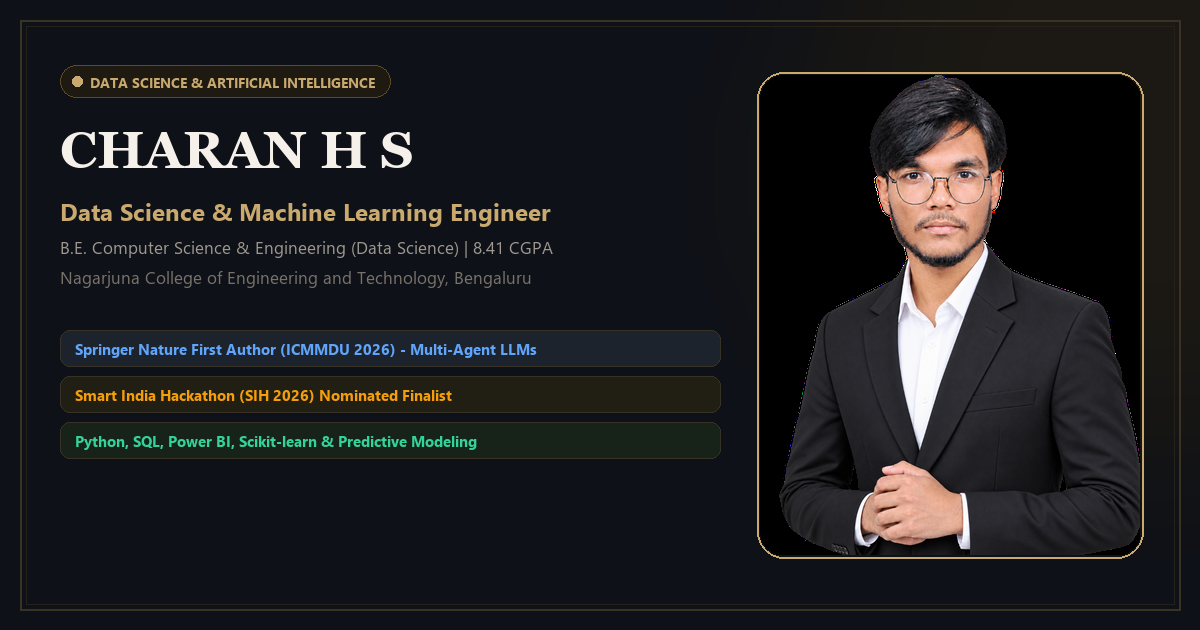 DATA SCIENCE & ARTIFICIAL INTELLIGENCE
CHARAN H S
Data Science & Machine Learning Engineer
B.E. Computer Science & Engineering (Data Science) | 8.41 CGPA
Nagarjuna College of Engineering and Technology, Bengaluru
Springer Nature First Author (ICMMDU 2026) - Multi-Agent LLMs
Smart India Hackathon (SIH 2026) Nominated Finalist
Python, SQL, Power BI, Scikit-learn & Predictive Modeling